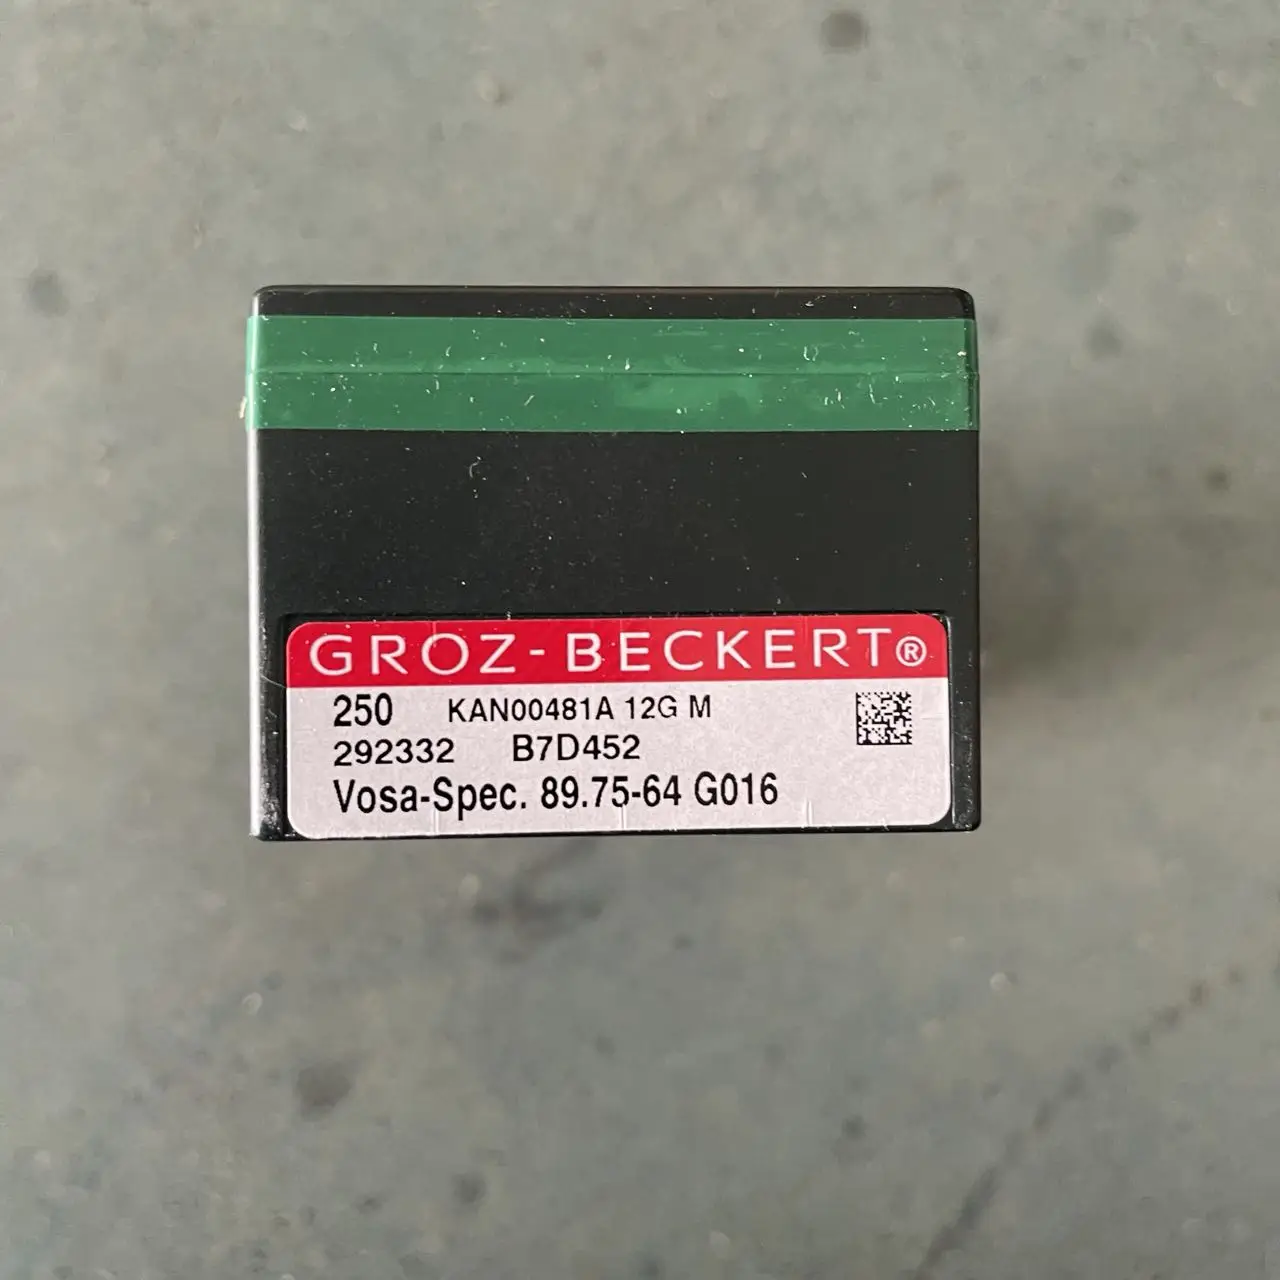 GROZ-BECKERT®
250 KAN00481A 12G M
292332 B7D452
Vosa-Spec. 89.75-64 G016